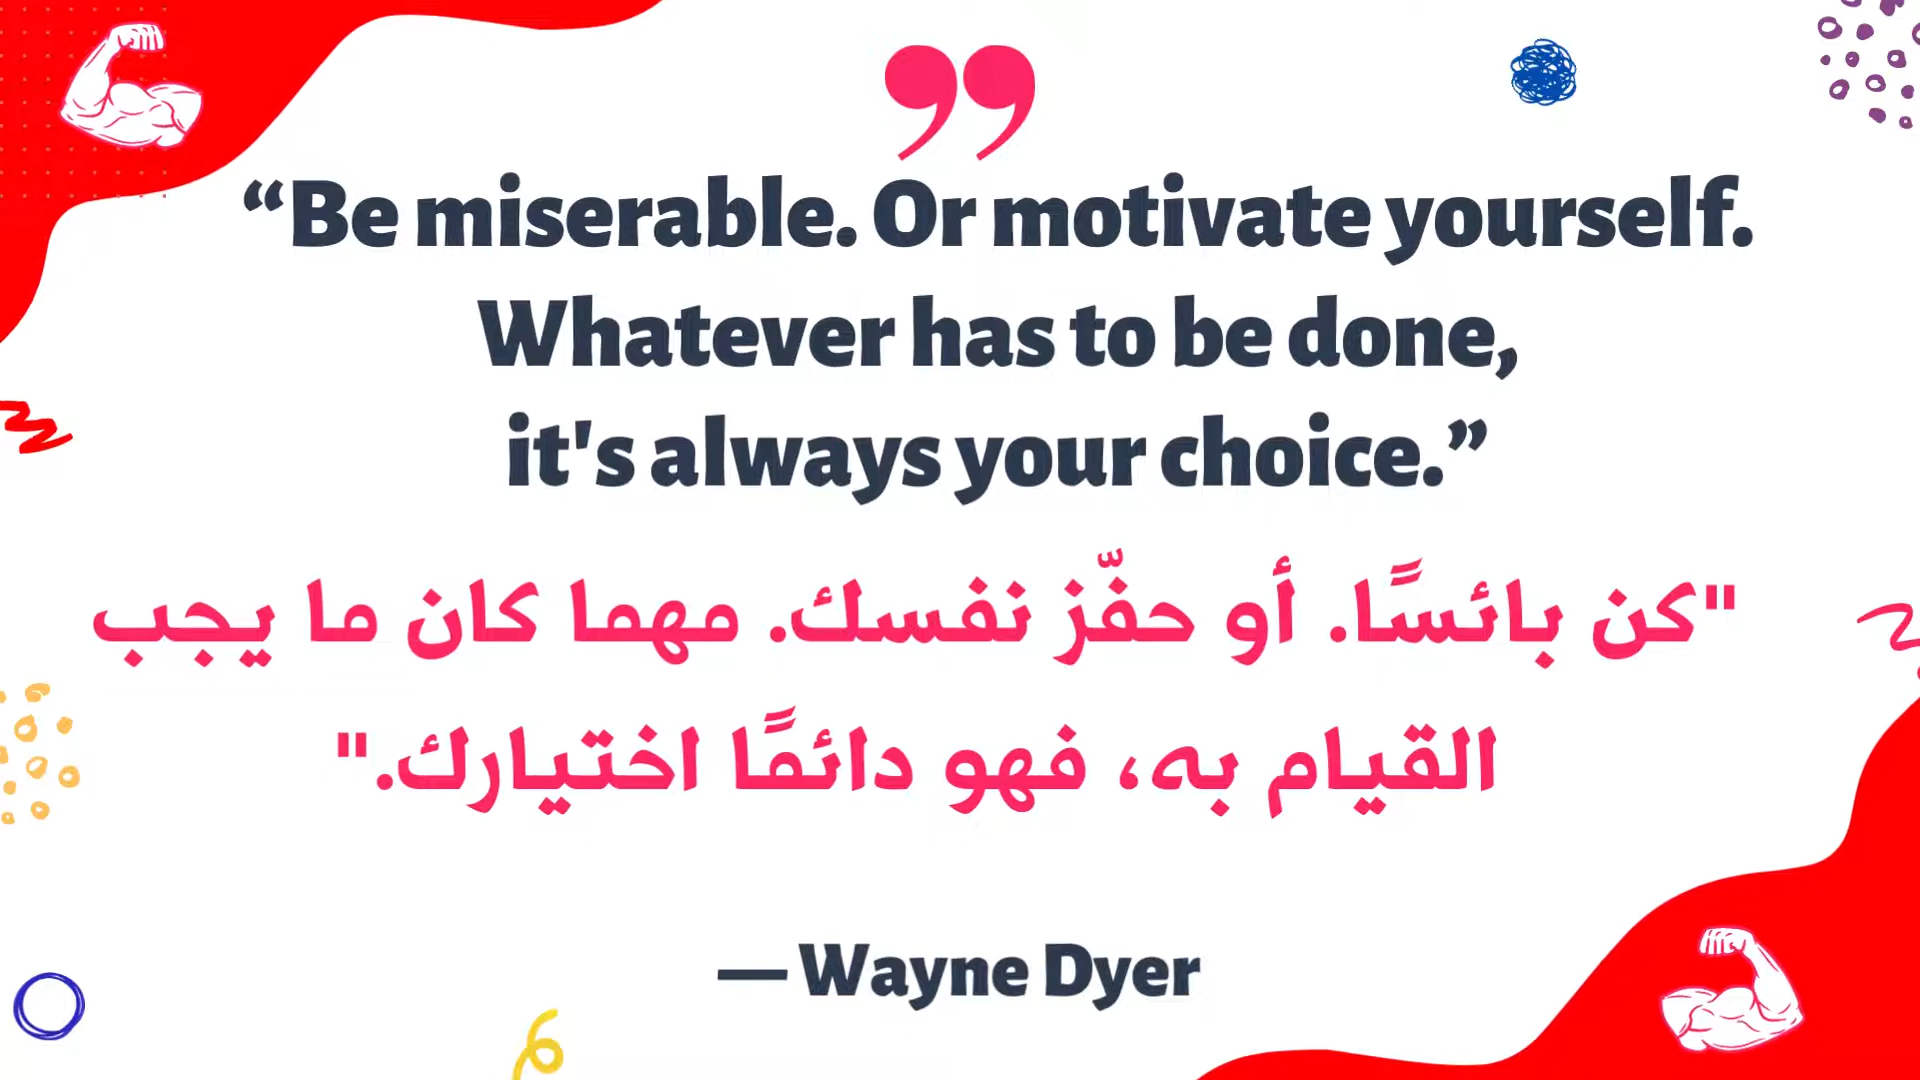 “Be miserable. Or motivate yourself.
Whatever has to be done,
it's always your choice.”
"كن بائسًا. أو حفّز نفسك. مهما كان ما يجب
القيام به، فهو دائمًا اختيارك."
— Wayne Dyer